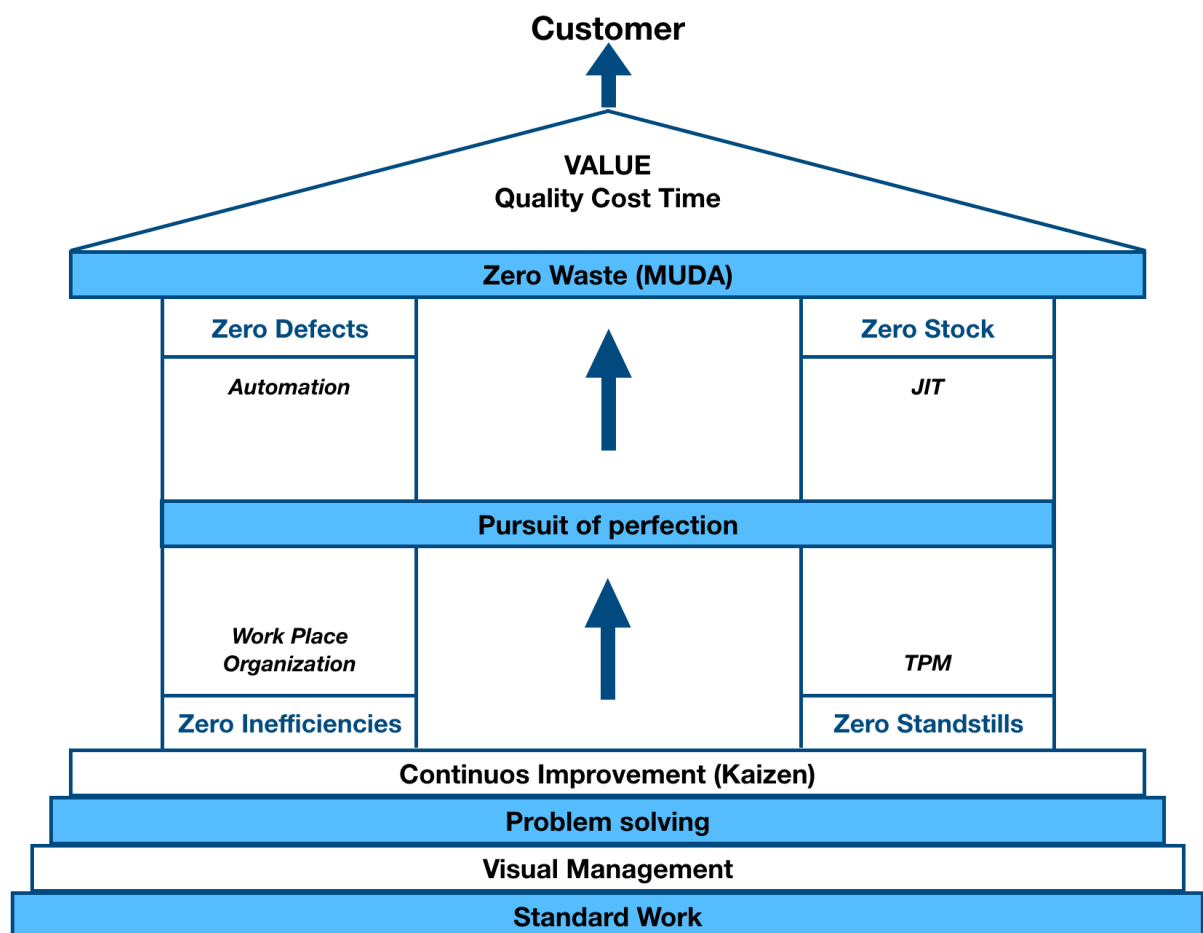 Customer
VALUE
Quality Cost Time
Zero Waste (MUDA)
Zero Defects
Zero Stock
Automation
JIT
Pursuit of perfection
Work Place
Organization
TPM
Zero Inefficiencies
Zero Standstills
Continuos Improvement (Kaizen)
Problem solving
Visual Management
Standard Work